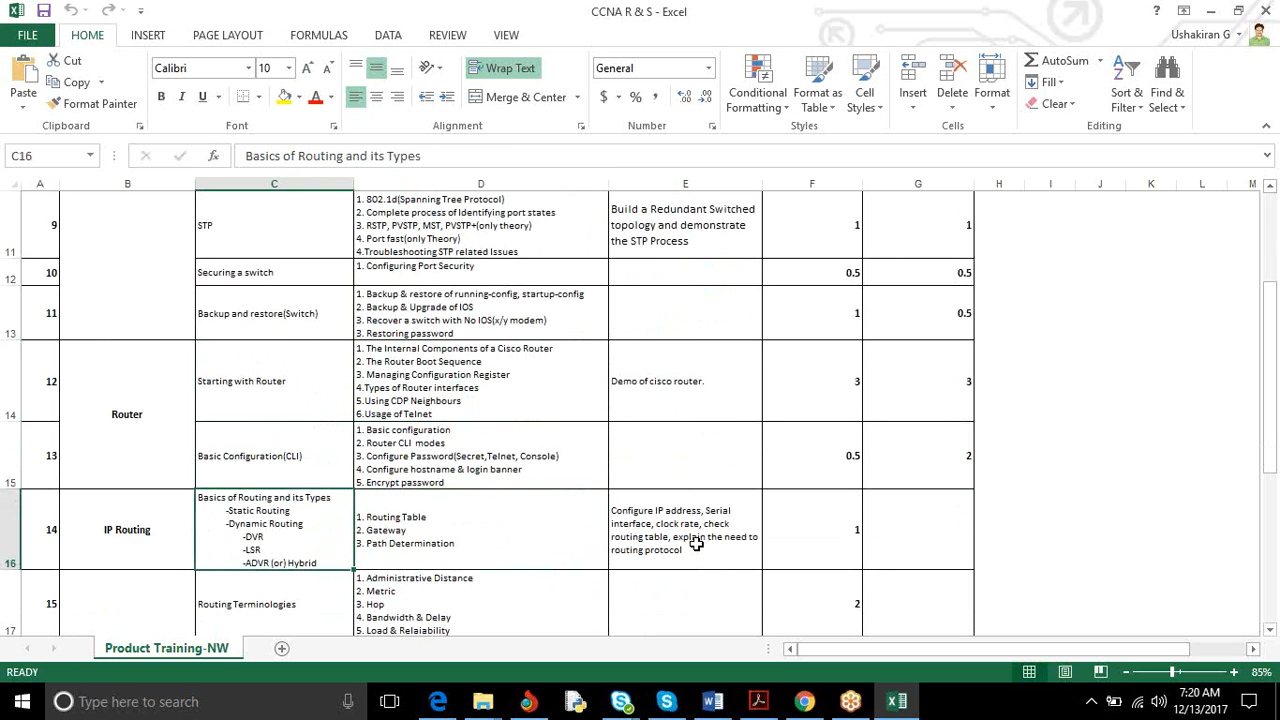 CCNA R & S - Excel
?
FILE
HOME
INSERT
PAGE LAYOUT
FORMULAS
DATA
REVIEW
VIEW
Ushakiran G
Paste
Cut
Copy
Format Painter
Clipboard
Calibri
10
B I U
A
Font
Wrap Text
Merge & Center
Alignment
General
$ % ,
Number
Conditional Formatting
Format as Table
Cell Styles
Styles
Insert
Delete
Format
Cells
AutoSum
Fill
Clear
Sort & Filter
Find & Select
Editing
C16
fx
Basics of Routing and its Types
A B C D E F G H I J K L M
11
9
STP
1. 802.1d(Spanning Tree Protocol)
2. Complete process of Identifying port states
3. RSTP, PVSTP, MST, PVSTP+(only theory)
4. Port fast(only Theory)
4.Troubleshooting STP related Issues
Build a Redundant Switched
topology and demonstrate
the STP Process
1
1
12
10
Securing a switch
1. Configuring Port Security
0.5
0.5
13
11
Backup and restore(Switch)
1. Backup & restore of running-config, startup-config
2. Backup & Upgrade of IOS
3. Recover a switch with No IOS(x/y modem)
3. Restoring password
1
0.5
14
12
Router
Starting with Router
1. The Internal Components of a Cisco Router
2. The Router Boot Sequence
3. Managing Configuration Register
4.Types of Router interfaces
5.Using CDP Neighbours
6.Usage of Telnet
Demo of cisco router.
3
3
15
13
Basic Configuration(CLI)
1. Basic configuration
2. Router CLI modes
3. Configure Password(Secret,Telnet, Console)
4. Configure hostname & login banner
5. Encrypt password
0.5
2
16
14
IP Routing
Basics of Routing and its Types
-Static Routing
-Dynamic Routing
-DVR
-LSR
-ADVR (or) Hybrid
1. Routing Table
2. Gateway
3. Path Determination
Configure IP address, Serial
interface, clock rate, check
routing table, explain the need to
routing protocol
1
17
15
Routing Terminologies
1. Administrative Distance
2. Metric
3. Hop
4. Bandwidth & Delay
5. Load & Relaiability
2
Product Training-NW
READY
85%
Type here to search
7:20 AM
12/13/2017